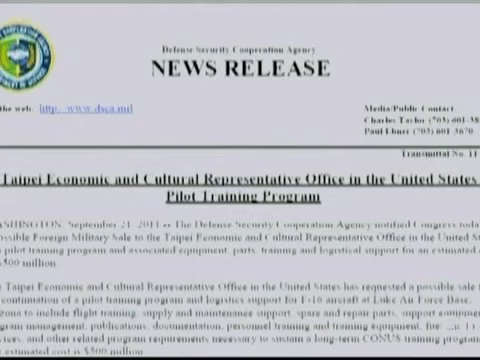 Defense Security Cooperation Agency
NEWS RELEASE
the web: http: www.dsca.mil
Media/Public Contact
Charles Taylor (703) 601-38
Paul Ebner (703) 601-3670
Transmittal No. 11
Taipei Economic and Cultural Representative Office in the United States
Pilot Training Program
ASHINGTON, September 21, 2011 -- The Defense Security Cooperation Agency notified Congress toda
ossible Foreign Military Sale to the Taipei Economic and Cultural Representative Office in the United Stat
pilot training program and associated equipment, parts, training and logistical support for an estimated
$500 million
Taipei Economic and Cultural Representative Office in the United States has requested a possible sale f
continuation of a pilot training program and logistics support for F-16 aircraft at Luke Air Force Base,
zona to include flight training, supply and maintenance support, spare and repair parts, support equipm
gram management, publications, documentation, personnel training and training equipment, fu
vices, and other related program requirements necessary to sustain a long-term CONUS training program
estimated cost is $500 million